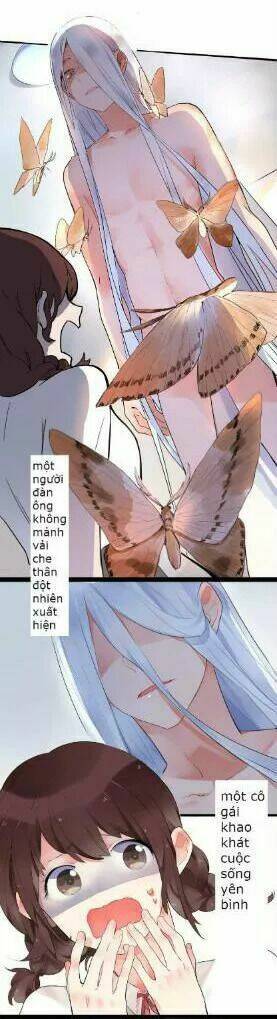 một
người
đàn
ông
không
mảnh
vải
che
thân
đột
nhiên
xuất
hiện
một cô
gái
khao
khát
cuộc
sống
yên
bình